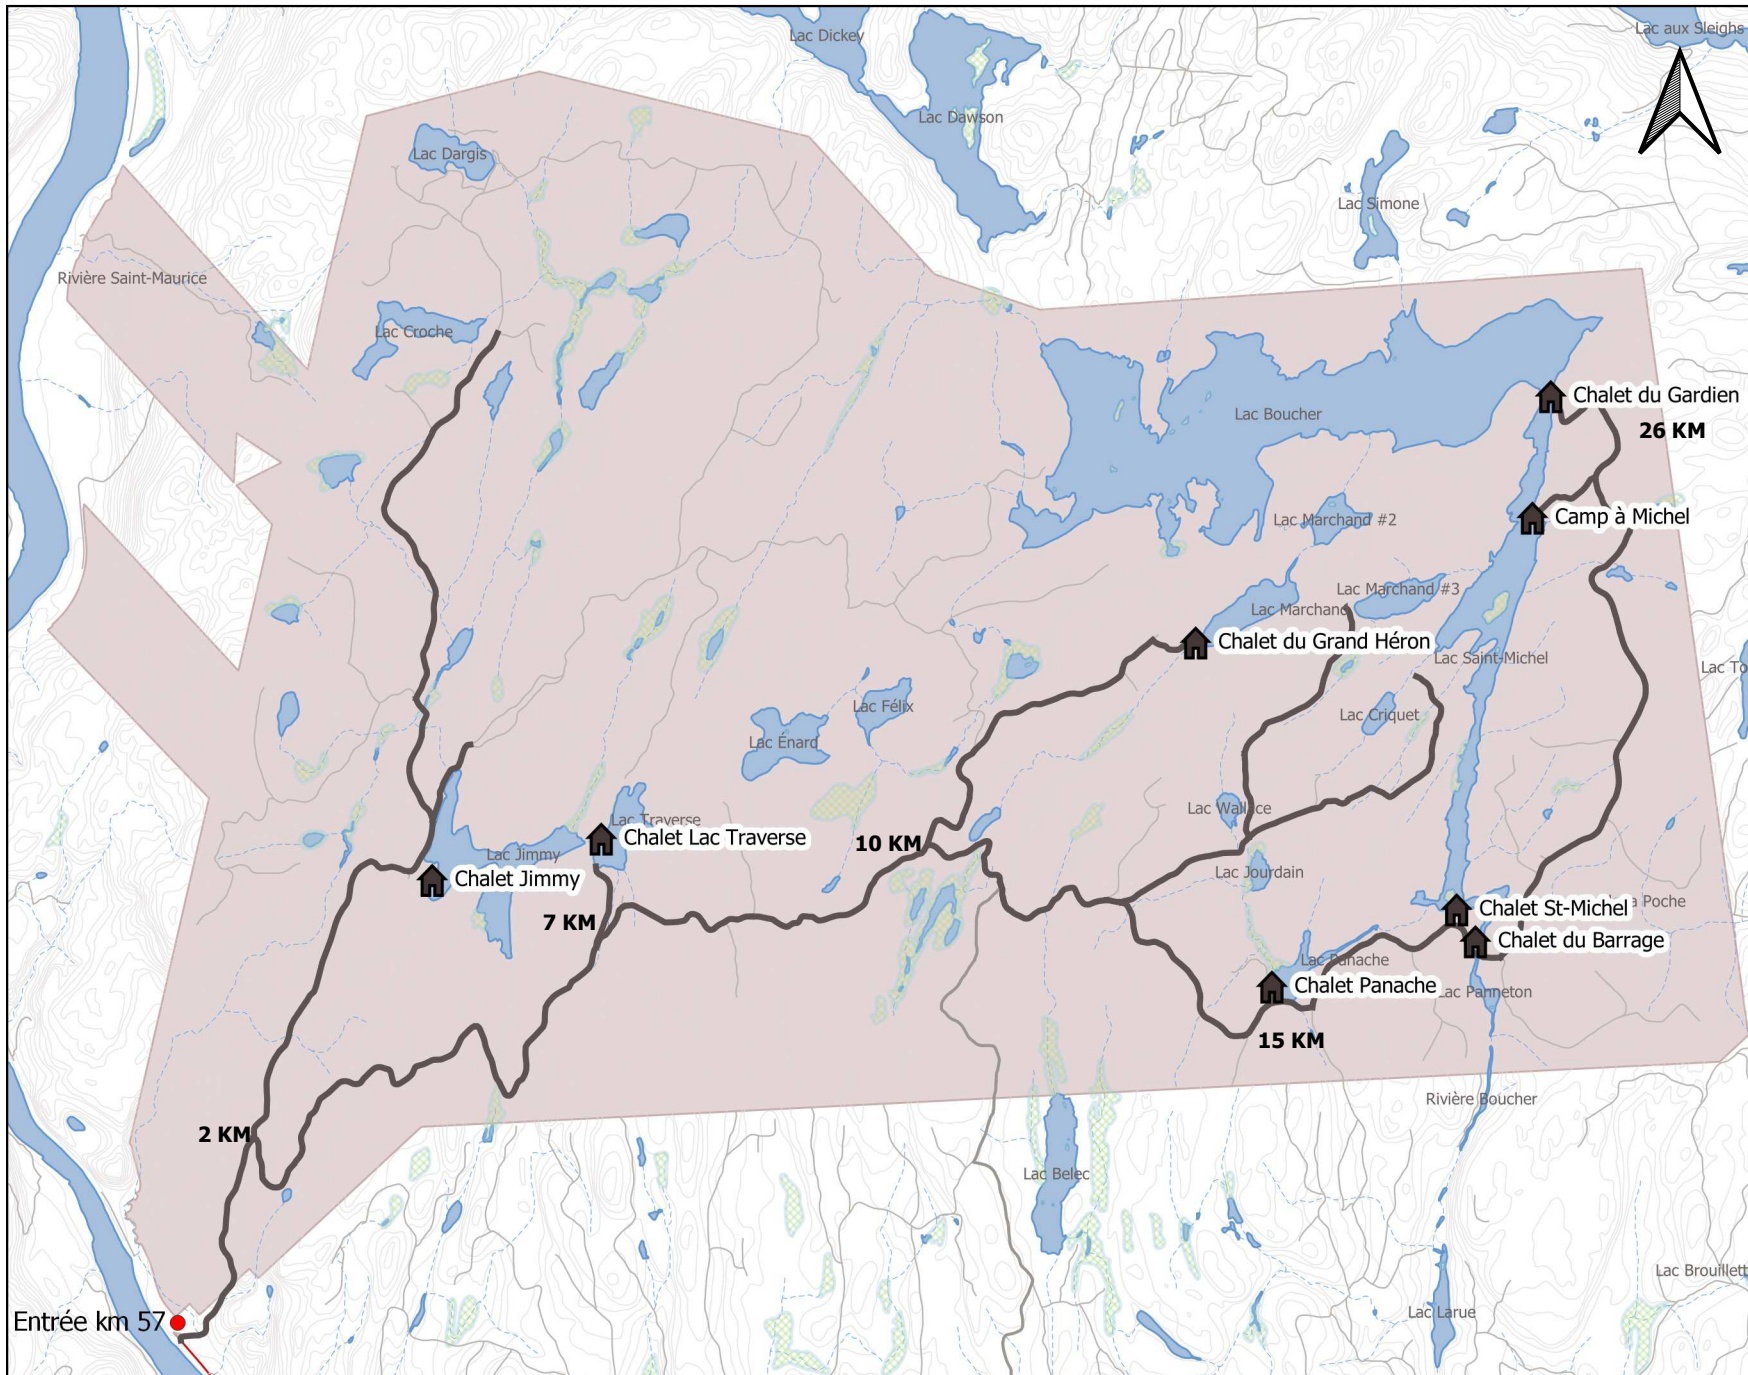 Lac Dickey
Lac aux Sleighs
Lac Dawson
Lac Dargis
Lac Simone
Rivière Saint-Maurice
Lac Croche
Chalet du Gardien
Lac Boucher
26 KM
Camp à Michel
Lac Marchand #2
Lac Marchand #3
Lac Marchand
Chalet du Grand Héron
Lac Saint-Michel
Lac To
Lac Félix
Lac Criquet
Lac Énard
Lac Wallace
Lac Traverse
Chalet Lac Traverse
10 KM
Lac Jimmy
Lac Jourdain
Chalet Jimmy
a Poche
Chalet St-Michel
7 KM
Chalet du Barrage
Lac Panache
Chalet Panache
Lac Panneton
15 KM
Rivière Boucher
2 KM
Lac Belec
Lac Brouillett
Lac Larue
Entrée km 57